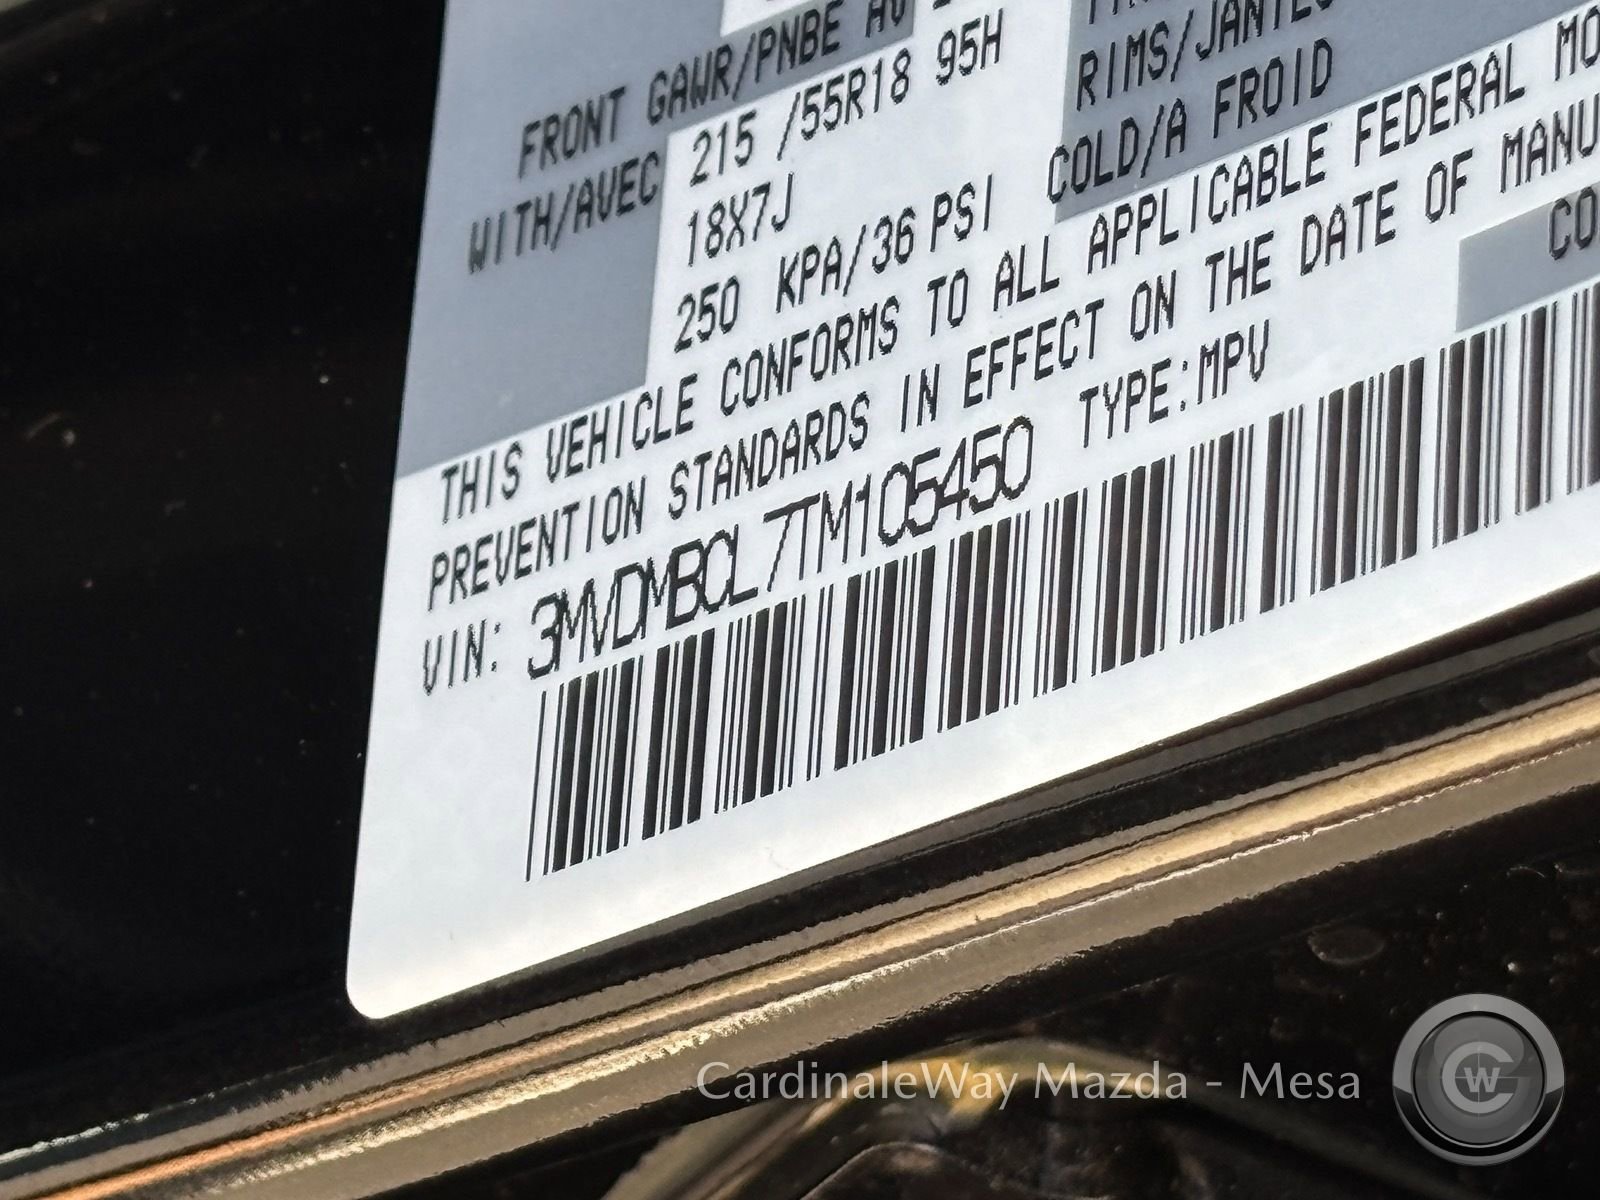 FRONT GAWR/PNBE AV
WITH/AVEC
215 /55R18 95H
18X7J
250 KPA/36 PSI
RIMS/JANTES
COLD/A FROID
THIS VEHICLE CONFORMS TO ALL APPLICABLE FEDERAL MO
PREVENTION STANDARDS IN EFFECT ON THE DATE OF MANU
VIN: 3MVDMBCL7TM105450 TYPE:MPV
CO
CardinaleWay Mazda - Mesa
CW